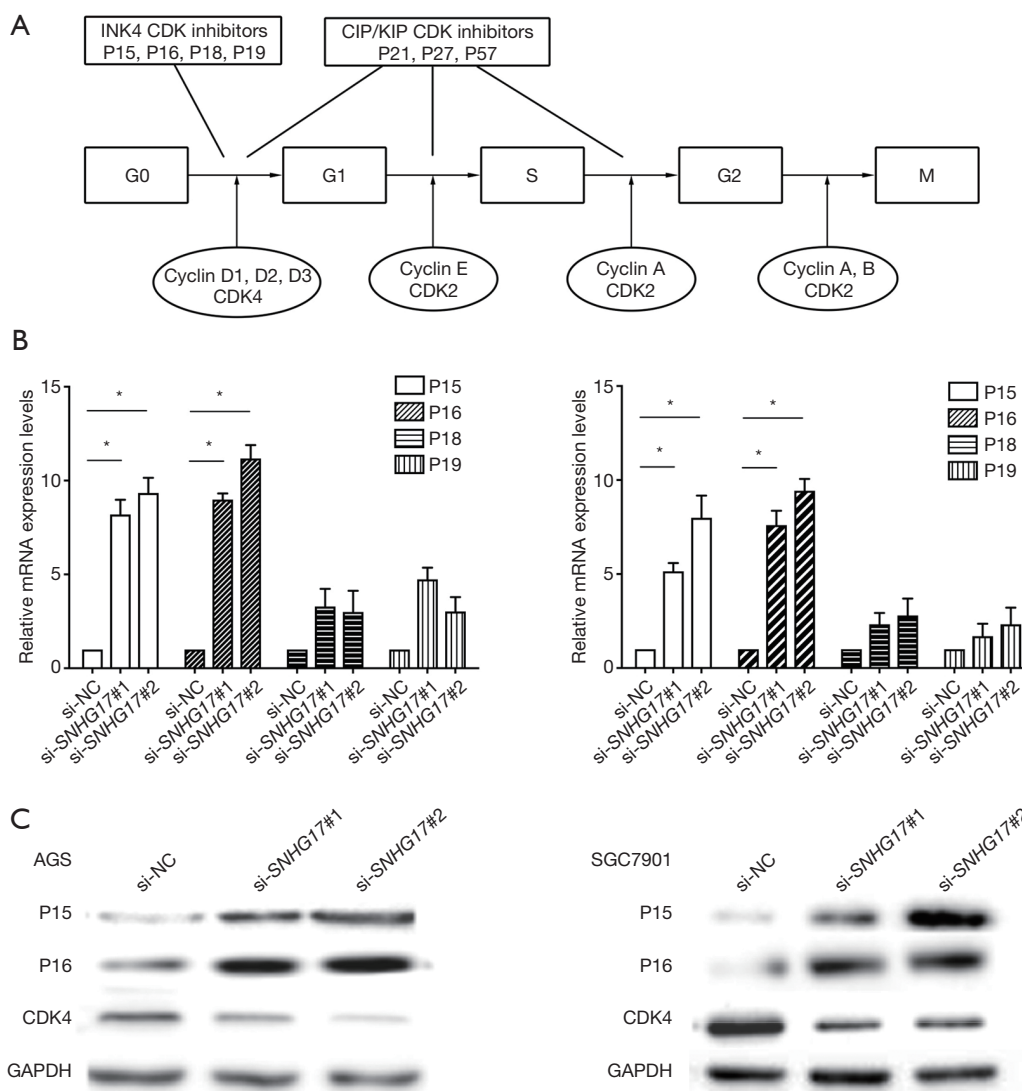 A
INK4 CDK inhibitors
P15, P16, P18, P19
CIP/KIP CDK inhibitors
P21, P27, P57
G0
G1
S
G2
M
Cyclin D1, D2, D3
CDK4
Cyclin E
CDK2
Cyclin A
CDK2
Cyclin A, B
CDK2
B
Relative mRNA expression levels
15
10
5
0
*
*
*
*
P15
P16
P18
P19
si-NC
si-SNHG17#1
si-SNHG17#2
si-NC
si-SNHG17#1
si-SNHG17#2
si-NC
si-SNHG17#1
si-SNHG17#2
si-NC
si-SNHG17#1
si-SNHG17#2
Relative mRNA expression levels
15
10
5
0
*
*
*
*
P15
P16
P18
P19
si-NC
si-SNHG17#1
si-SNHG17#2
si-NC
si-SNHG17#1
si-SNHG17#2
si-NC
si-SNHG17#1
si-SNHG17#2
si-NC
si-SNHG17#1
si-SNHG17#2
C
AGS
si-NC
si-SNHG17#1
si-SNHG17#2
P15
P16
CDK4
GAPDH
SGC7901
si-NC
si-SNHG17#1
si-SNHG17#2
P15
P16
CDK4
GAPDH